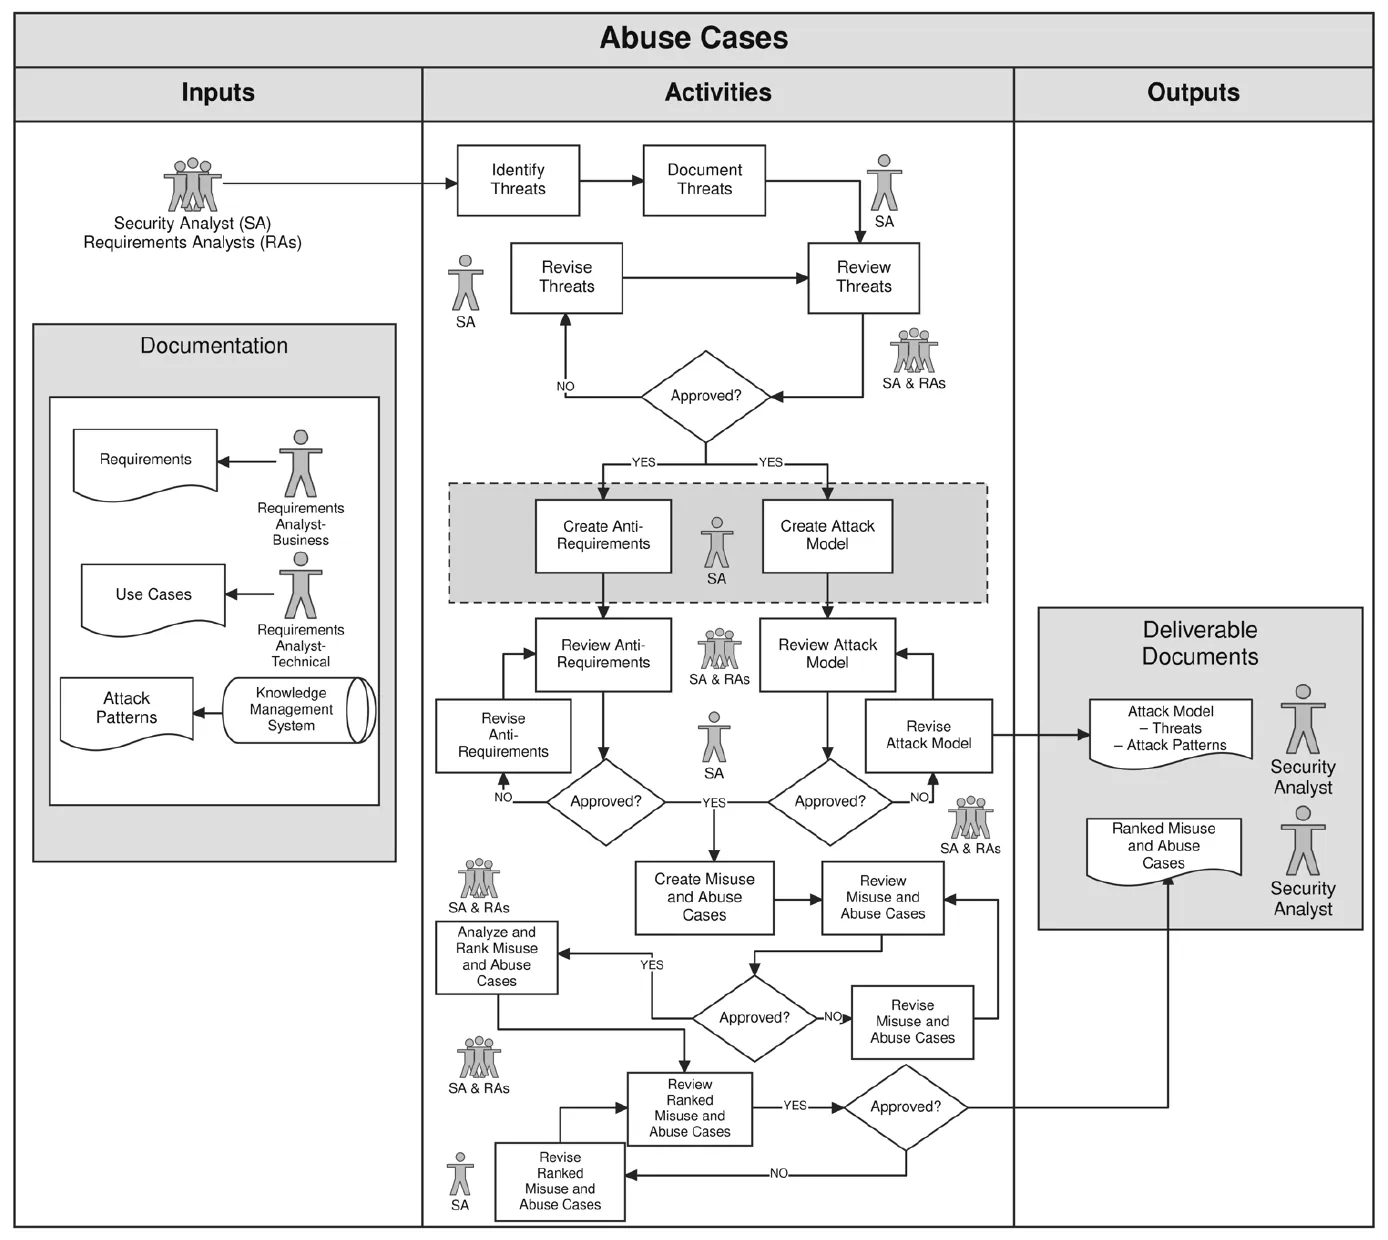 Abuse Cases
Inputs
Activities
Outputs
Security Analyst (SA)
Requirements Analysts (RAs)
Documentation
Requirements
Requirements
Analyst-
Business
Use Cases
Requirements
Analyst-
Technical
Attack
Patterns
Knowledge
Management
System
Identify
Threats
Document
Threats
SA
Revise
Threats
Review
Threats
SA
SA & RAs
NO
Approved?
YES
YES
Create Anti-
Requirements
SA
Create Attack
Model
Review Anti-
Requirements
SA & RAs
Review Attack
Model
Revise
Anti-
Requirements
SA
Revise
Attack Model
NO
Approved?
YES
Approved?
NO
SA & RAs
Create Misuse
and Abuse
Cases
Review
Misuse and
Abuse Cases
SA & RAs
Analyze and
Rank Misuse
and Abuse
Cases
YES
Approved?
NO
Revise
Misuse and
Abuse Cases
SA & RAs
Review
Ranked
Misuse and
Abuse Cases
YES
Approved?
Revise
Ranked
Misuse and
Abuse Cases
NO
SA
Deliverable
Documents
Attack Model
– Threats
– Attack Patterns
Security
Analyst
Ranked Misuse
and Abuse
Cases
Security
Analyst